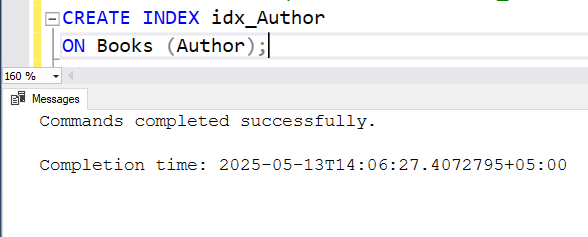 CREATE INDEX idx_Author
ON Books (Author);
160 %
Messages
Commands completed successfully.
Completion time: 2025-05-13T14:06:27.4072795+05:00